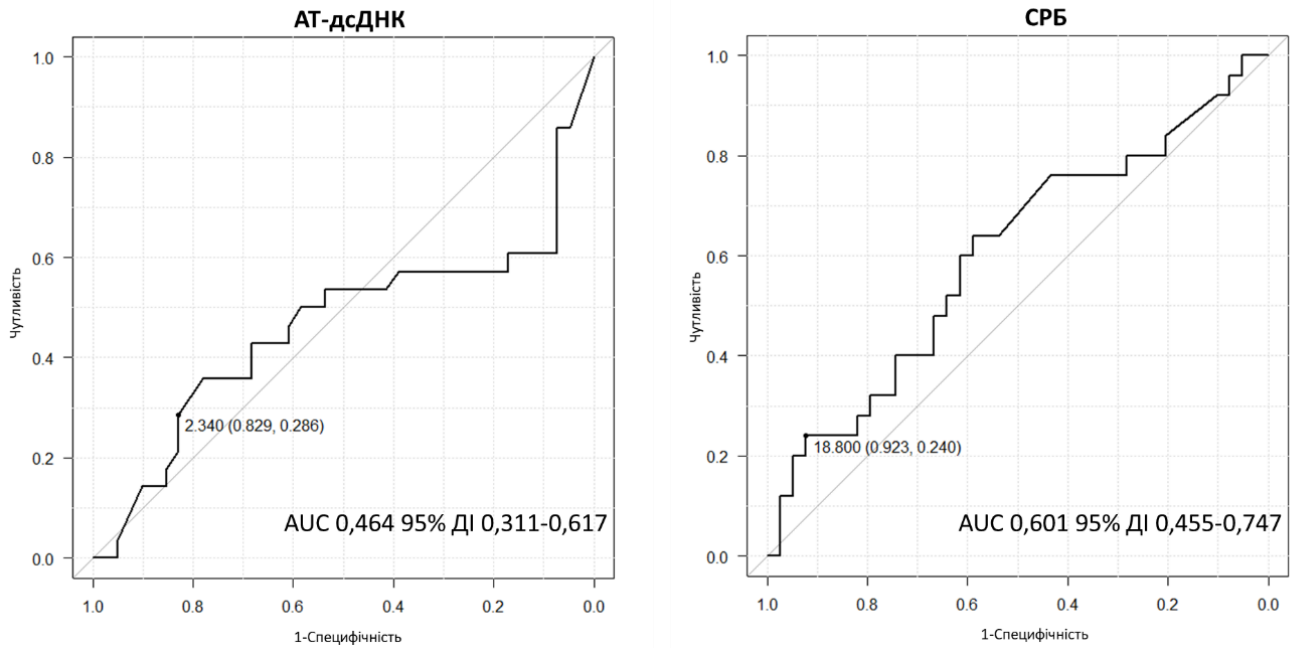 АТ-дсДНК
1.0
0.8
0.6
0.4
0.2
0.0
Чутливість
2.340 (0.829, 0.286)
AUC 0,464 95% ДІ 0,311-0,617
1.0 0.8 0.6 0.4 0.2 0.0
1-Специфічність
СРБ
1.0
0.8
0.6
0.4
0.2
0.0
Чутливість
18.800 (0.923, 0.240)
AUC 0,601 95% ДІ 0,455-0,747
1.0 0.8 0.6 0.4 0.2 0.0
1-Специфічність